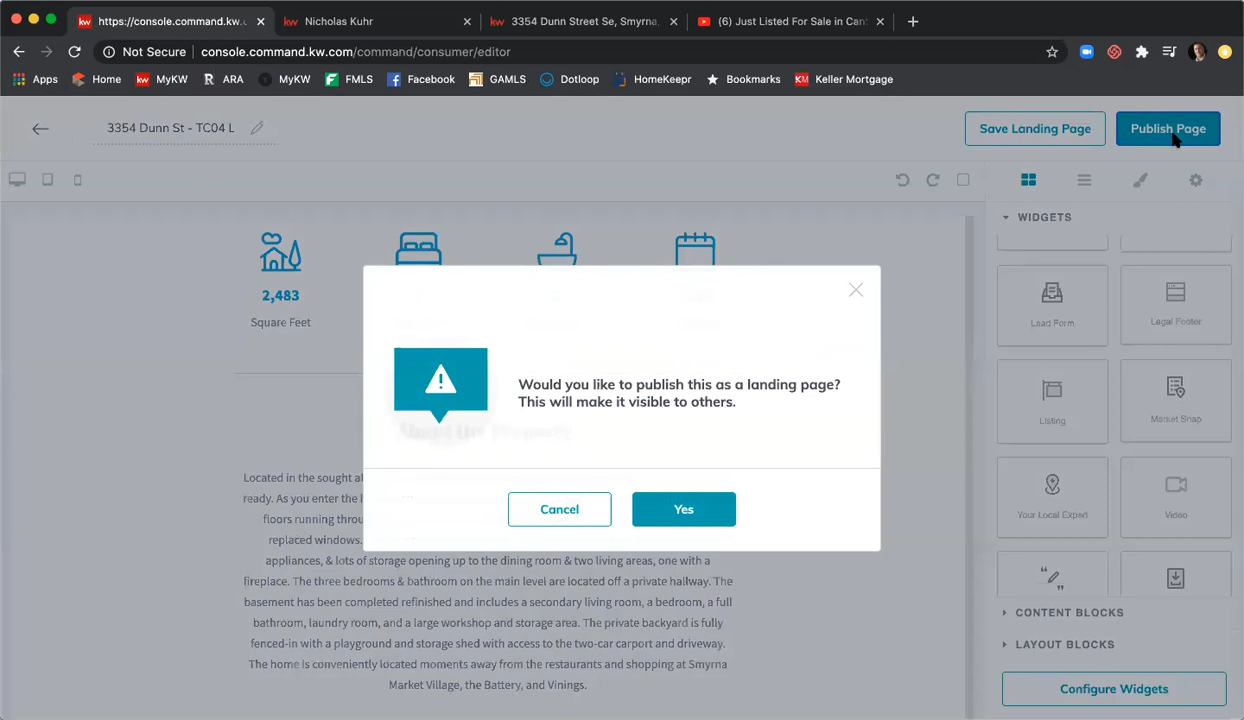 kw https://console.command.kw.c
kw Nicholas Kuhr
kw 3354 Dunn Street Se, Smyrna,
(6) Just Listed For Sale in Can
Not Secure console.command.kw.com/command/consumer/editor
Apps Home kw MyKW R ARA MyKW F FMLS Facebook GAMLS Dotloop HomeKeepr Bookmarks KM Keller Mortgage
3354 Dunn St - TC04 L
Save Landing Page
Publish Page
WIDGETS
2,483
Square Feet
Lead Form
Legal Footer
Listing
Market Snap
Your Local Expert
Video
CONTENT BLOCKS
LAYOUT BLOCKS
Configure Widgets
Would you like to publish this as a landing page?
This will make it visible to others.
Cancel
Yes
Located in the sought
ready. As you enter the
floors running
replaced windows.
appliances, & lots of storage opening up to the dining room & two living areas, one with a
fireplace. The three bedrooms & bathroom on the main level are located off a private hallway. The
basement has been completed refinished and includes a secondary living room, a bedroom, a full
bathroom, laundry room, and a large workshop and storage area. The private backyard is fully
fenced-in with a playground and storage shed with access to the two-car carport and driveway.
The home is conveniently located moments away from the restaurants and shopping at Smyrna
Market Village, the Battery, and Vinings.